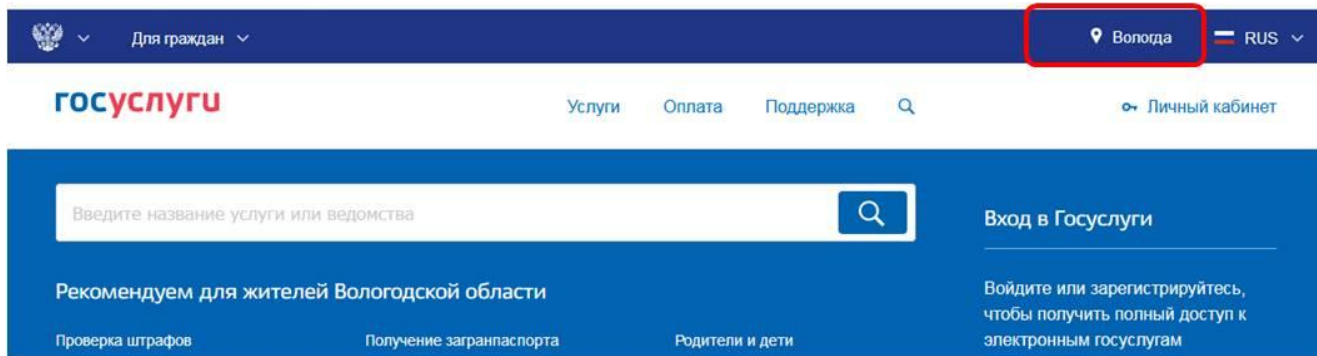 Для граждан
Вологда
RUS
госуслуги
Услуги Оплата Поддержка
Личный кабинет
Введите название услуги или ведомства
Рекомендуем для жителей Вологодской области
Проверка штрафов Получение загранпаспорта Родители и дети
Вход в Госуслуги
Войдите или зарегистрируйтесь,
чтобы получить полный доступ к
электронным госуслугам